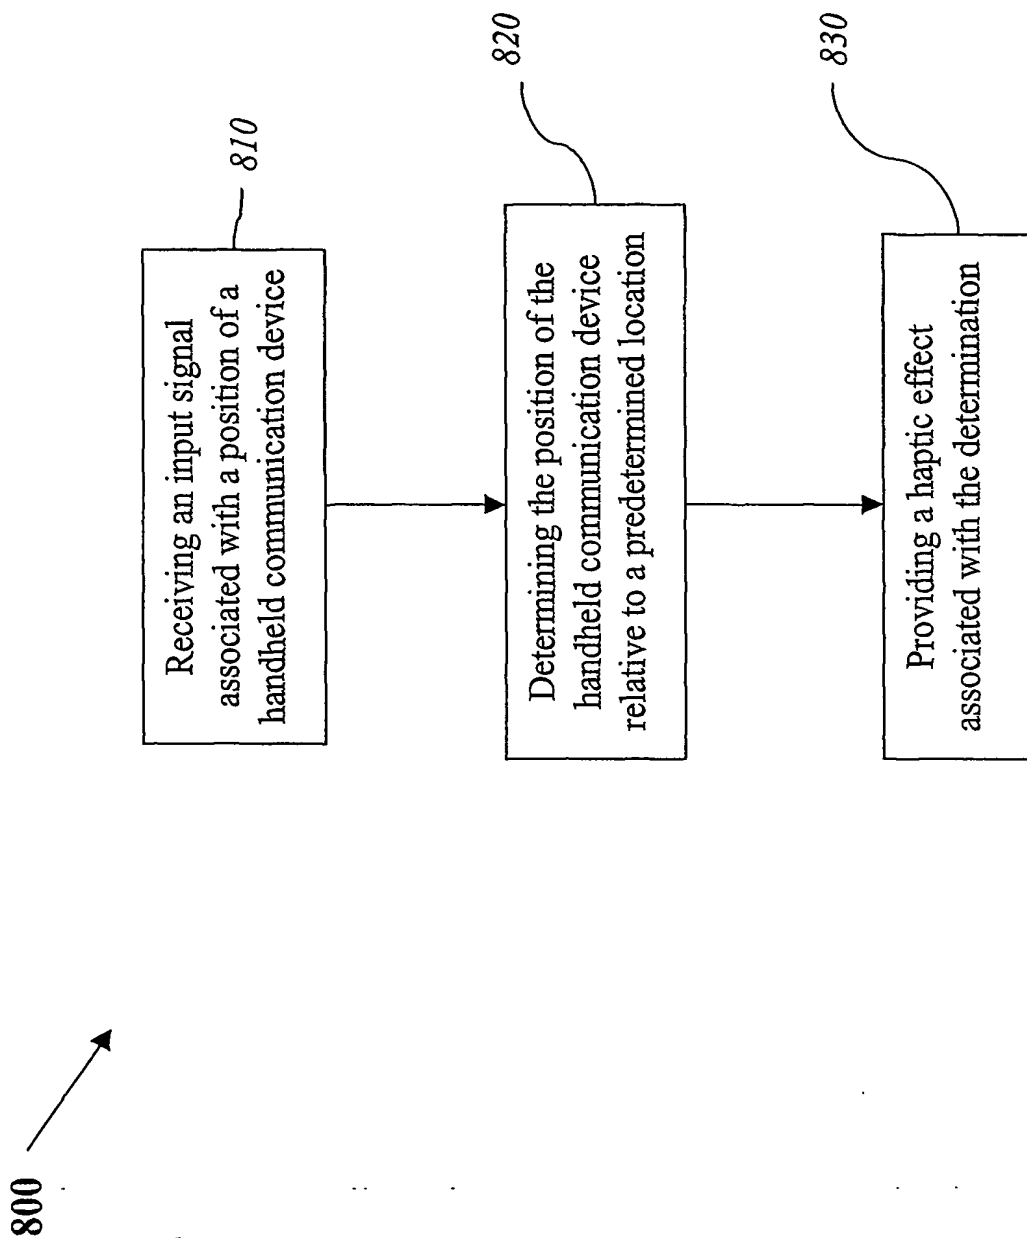 800
Receiving an input signal
associated with a position of a
handheld communication device
810
Determining the position of the
handheld communication device
relative to a predetermined location
820
Providing a haptic effect
associated with the determination
830